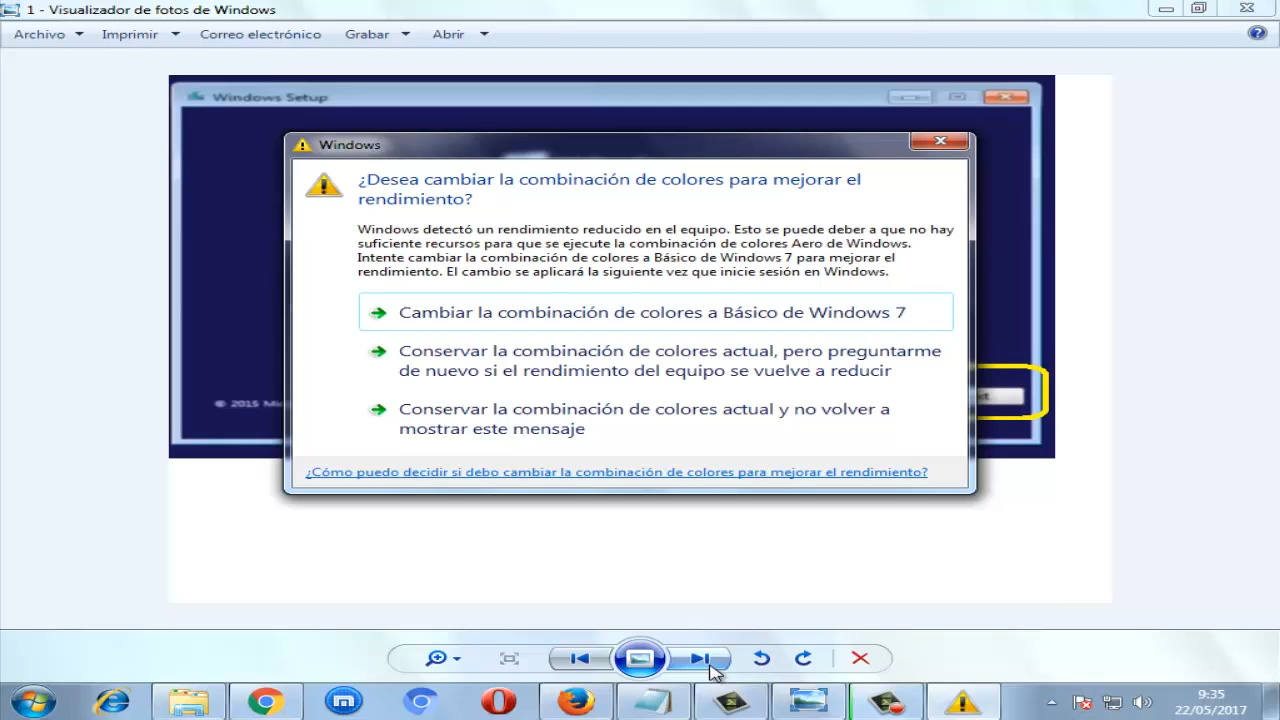 1 - Visualizador de fotos de Windows
Archivo Imprimir Correo electrónico Grabar Abrir
Windows Setup
Windows
¿Desea cambiar la combinación de colores para mejorar el
rendimiento?
Windows detectó un rendimiento reducido en el equipo. Esto se puede deber a que no hay
suficiente recursos para que se ejecute la combinación de colores Aero de Windows.
Intente cambiar la combinación de colores a Básico de Windows 7 para mejorar el
rendimiento. El cambio se aplicará la siguiente vez que inicie sesión en Windows.
Cambiar la combinación de colores a Básico de Windows 7
Conservar la combinación de colores actual, pero preguntarme
de nuevo si el rendimiento del equipo se vuelve a reducir
Conservar la combinación de colores actual y no volver a
mostrar este mensaje
© 2015
¿Cómo puedo decidir si debo cambiar la combinación de colores para mejorar el rendimiento?
9:35
22/05/2017